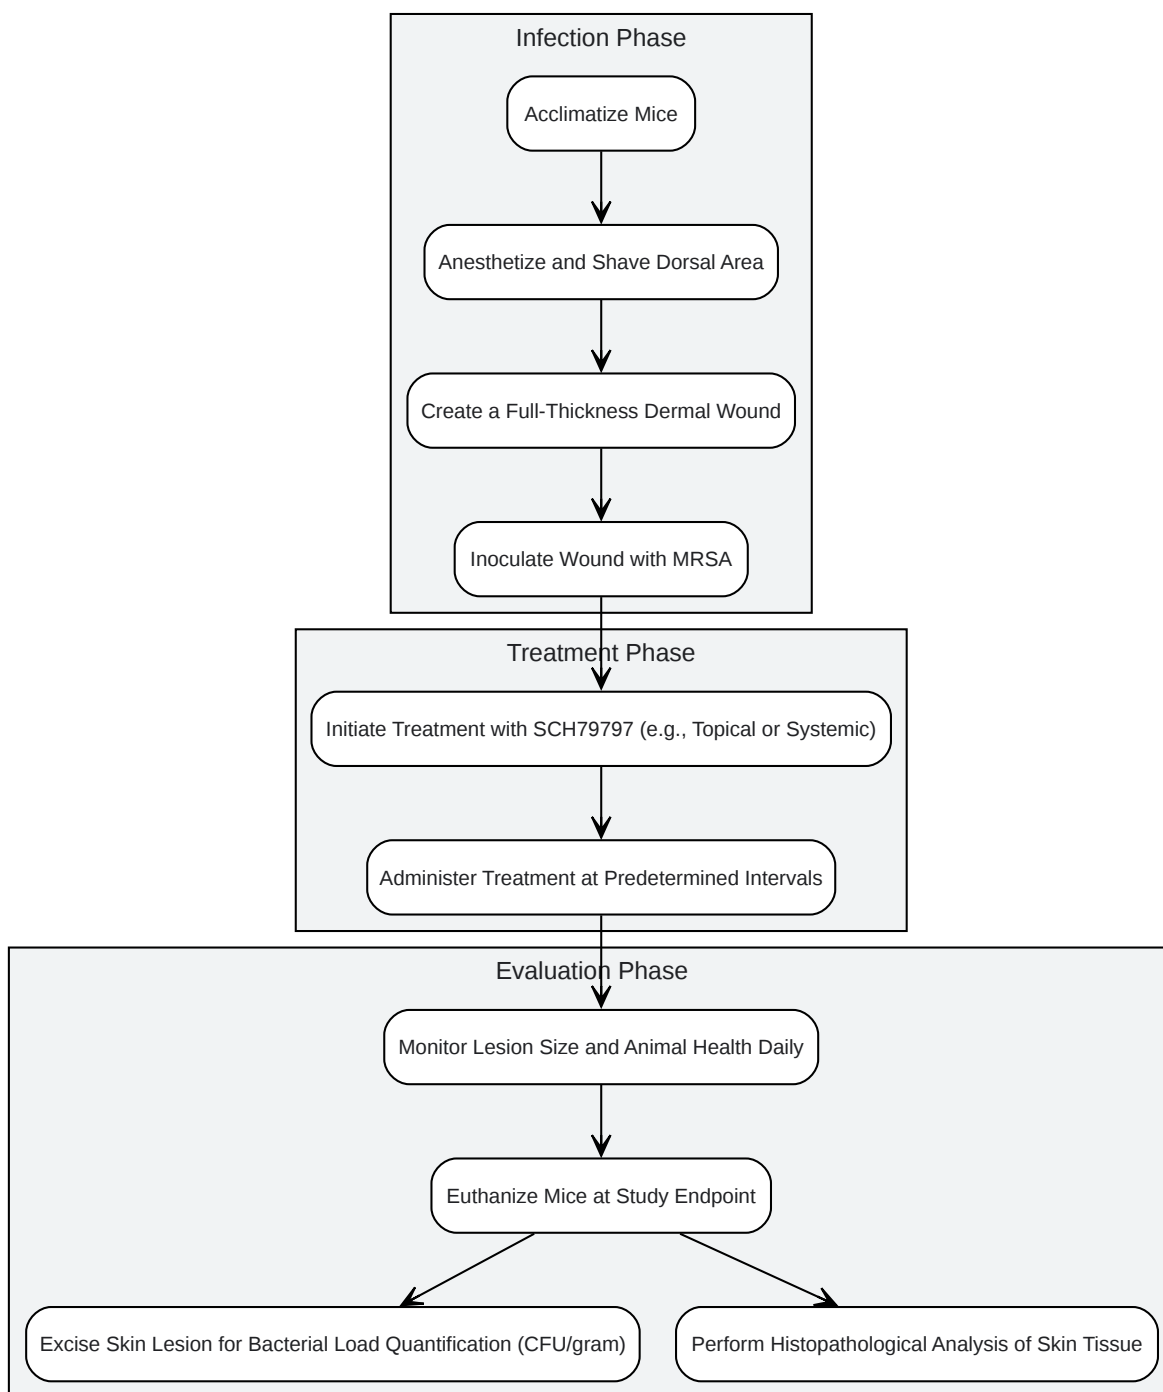 Infection Phase
Acclimatize Mice
Anesthetize and Shave Dorsal Area
Create a Full-Thickness Dermal Wound
Inoculate Wound with MRSA
Treatment Phase
Initiate Treatment with SCH79797 (e.g., Topical or Systemic)
Administer Treatment at Predetermined Intervals
Evaluation Phase
Monitor Lesion Size and Animal Health Daily
Euthanize Mice at Study Endpoint
Excise Skin Lesion for Bacterial Load Quantification (CFU/gram)
Perform Histopathological Analysis of Skin Tissue